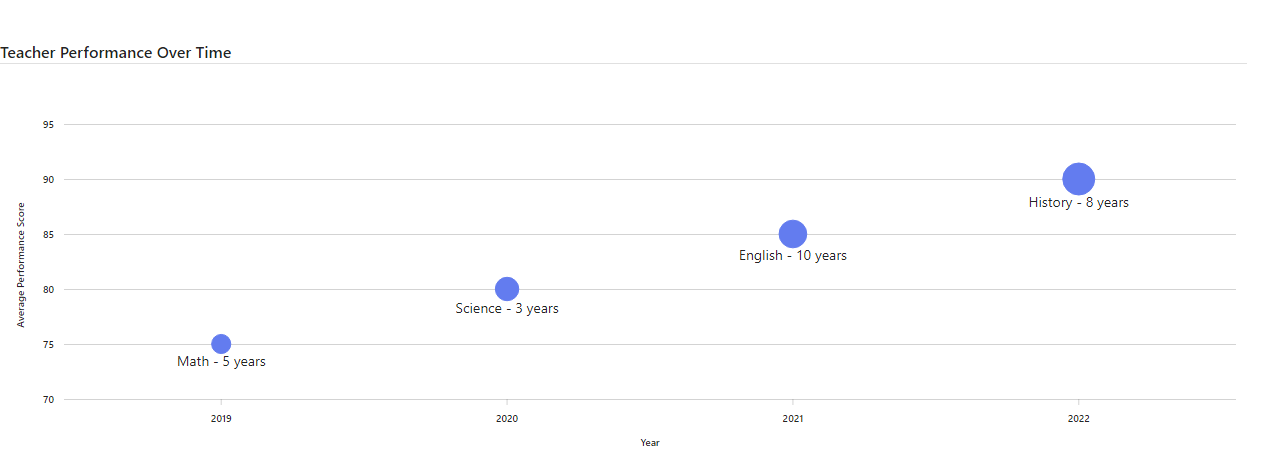 Teacher Performance Over Time
95
90
History - 8 years
Average Performance Score
85
English - 10 years
80
Science - 3 years
75
Math - 5 years
70
2019 2020 2021 2022
Year